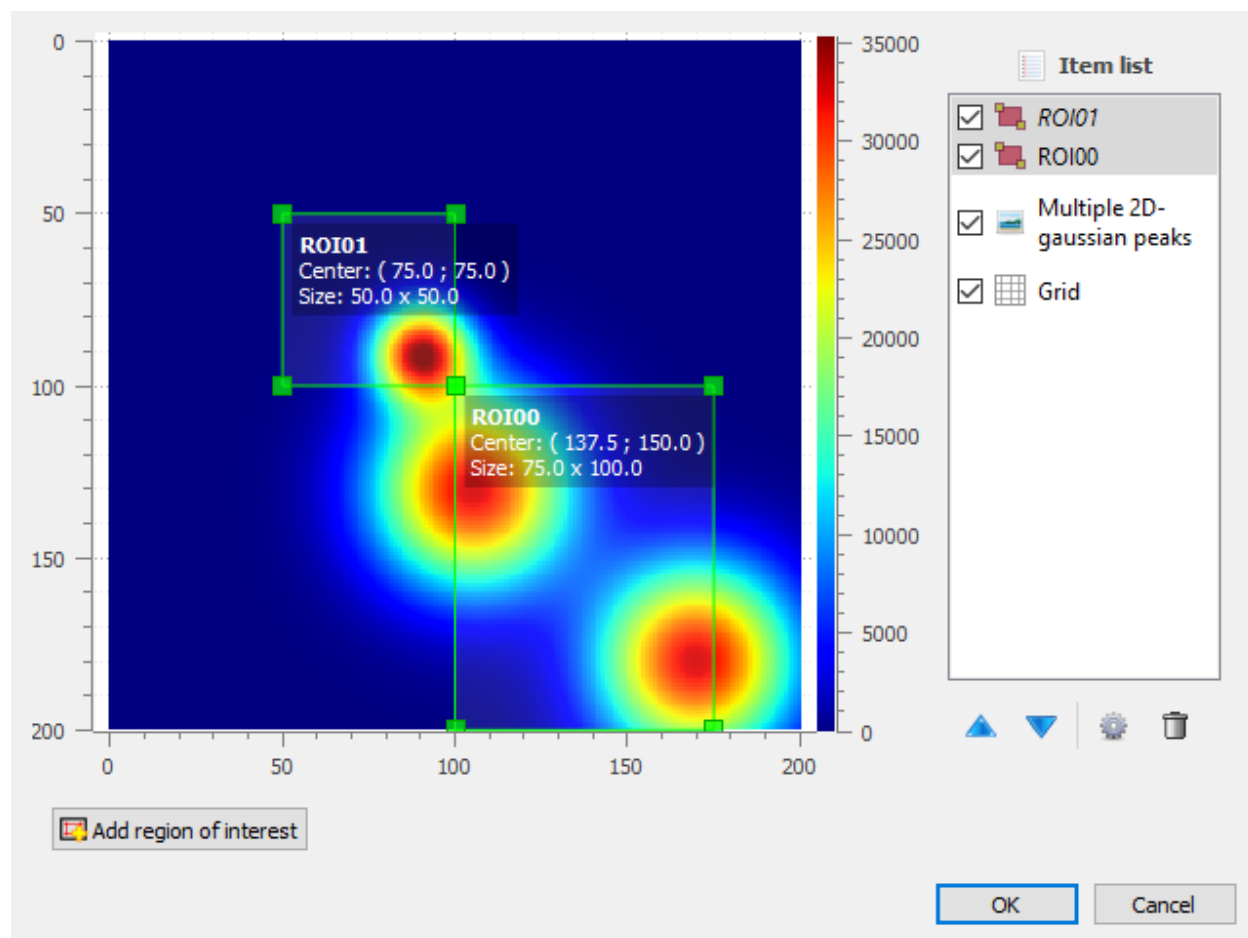 0
50
100
150
200
0
50
100
150
200
ROI01
Center: ( 75.0 ; 75.0 )
Size: 50.0 x 50.0
ROI00
Center: ( 137.5 ; 150.0 )
Size: 75.0 x 100.0
35000
30000
25000
20000
15000
10000
5000
0
Item list
ROI01
ROI00
Multiple 2D-
gaussian peaks
Grid
Add region of interest
OK
Cancel